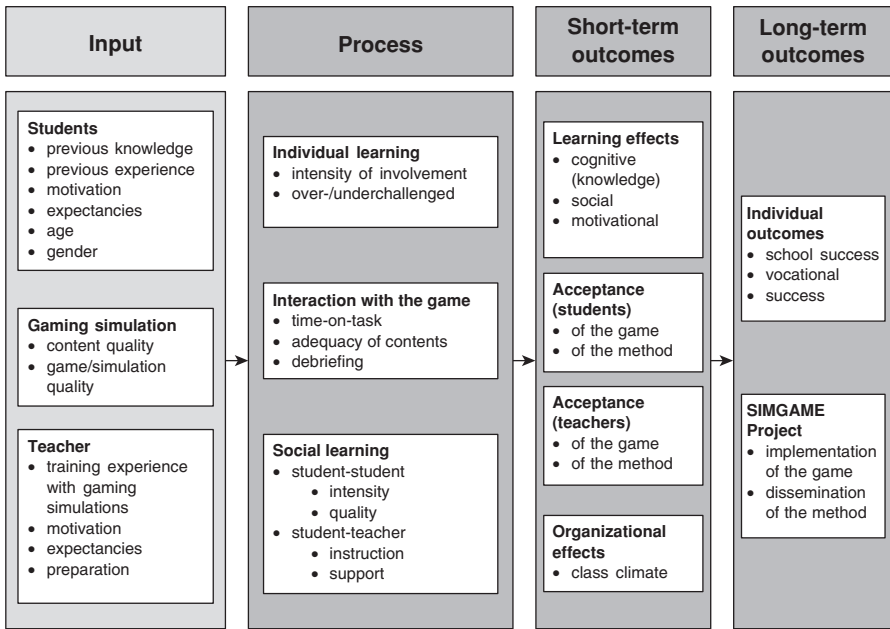 Input
Students
• previous knowledge
• previous experience
• motivation
• expectancies
• age
• gender
Gaming simulation
• content quality
• game/simulation
quality
Teacher
• training experience
with gaming
simulations
• motivation
• expectancies
• preparation
Process
Individual learning
• intensity of involvement
• over-/underchallenged
Interaction with the game
• time-on-task
• adequacy of contents
• debriefing
Social learning
• student-student
• intensity
• quality
• student-teacher
• instruction
• support
Short-term
outcomes
Learning effects
• cognitive
(knowledge)
• social
• motivational
Acceptance
(students)
• of the game
• of the method
Acceptance
(teachers)
• of the game
• of the method
Organizational
effects
• class climate
Long-term
outcomes
Individual
outcomes
• school success
• vocational
• success
SIMGAME
Project
• implementation
of the game
• dissemination
of the method